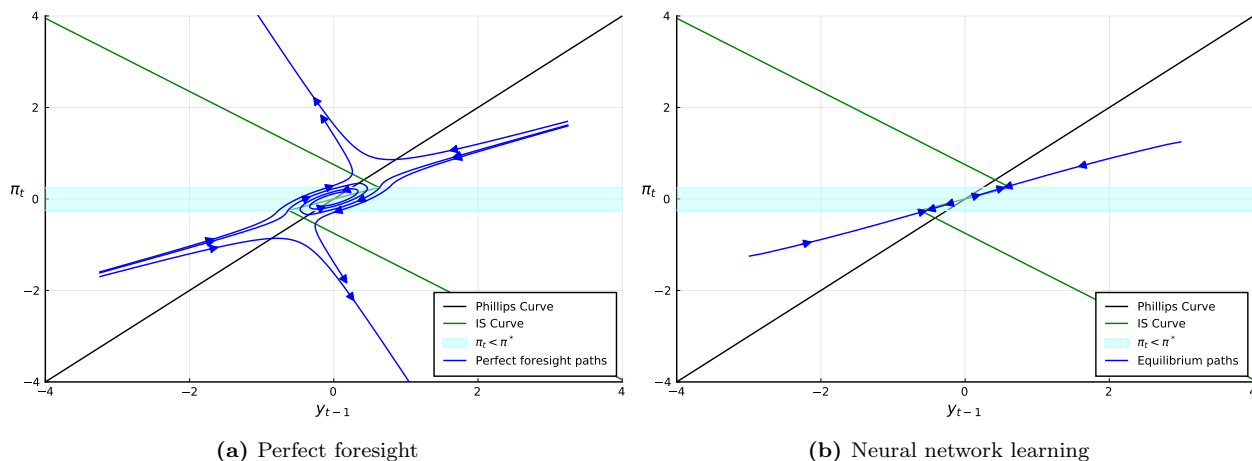 4
2
0
−2
−4
π_t
−4
−2
0
2
4
y_{t−1}
Phillips Curve
IS Curve
π_t < π^*
Perfect foresight paths
(a) Perfect foresight
4
2
0
−2
−4
π_t
−4
−2
0
2
4
y_{t−1}
Phillips Curve
IS Curve
π_t < π^*
Equilibrium paths
(b) Neural network learning